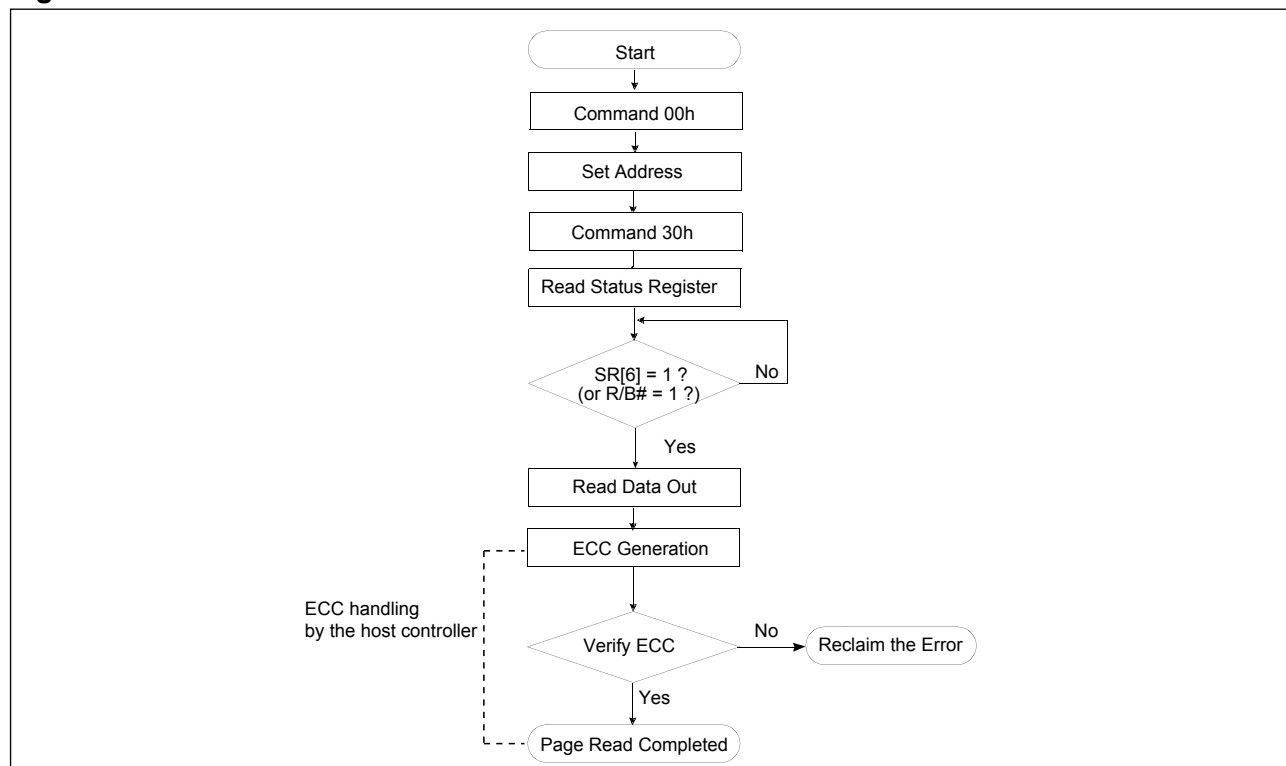 Start
Command 00h
Set Address
Command 30h
Read Status Register
SR[6] = 1 ?
(or R/B# = 1 ?)
No
Yes
Read Data Out
ECC Generation
ECC handling
by the host controller
Verify ECC
No
Reclaim the Error
Yes
Page Read Completed